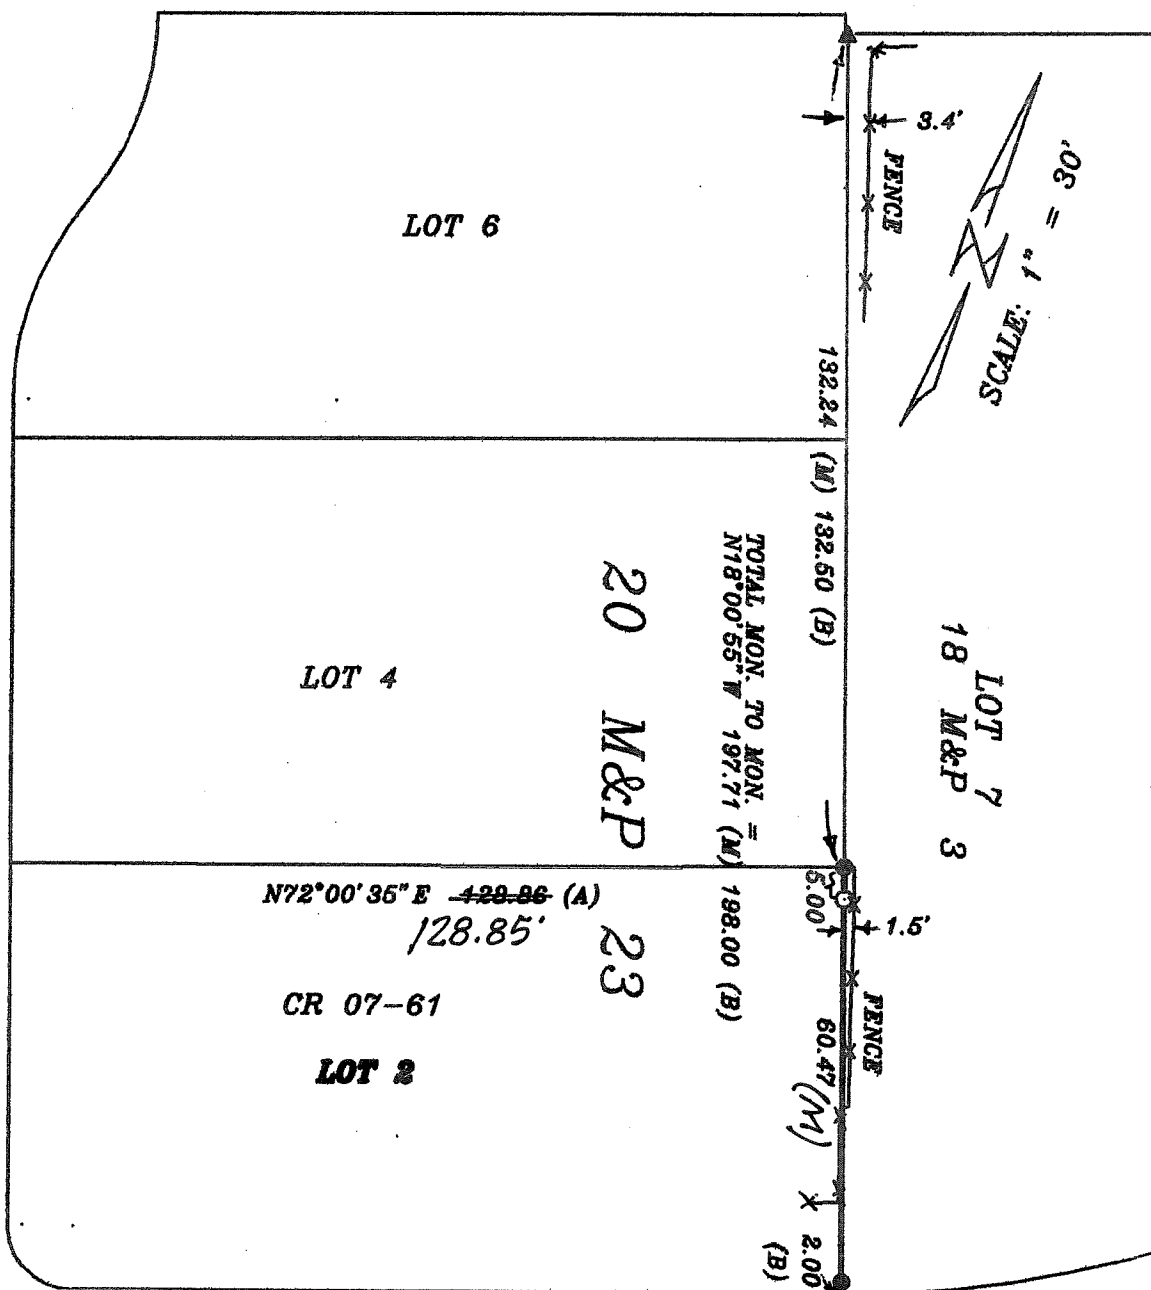 3.4'
FENCE
LOT 6
SCALE: 1" = 30'
N
132.24 (M) 132.50 (B)
TOTAL MON. TO MON. =
N18°00'55" W 197.71 (M) 198.00 (B)
20 M&P 23
LOT 7
18 M&P 3
LOT 4
N72°00'35" E 128.86 (A)
128.85'
5.00
1.5'
FENCE
CR 07-61
LOT 2
60.47 (M)
2.00
(B)